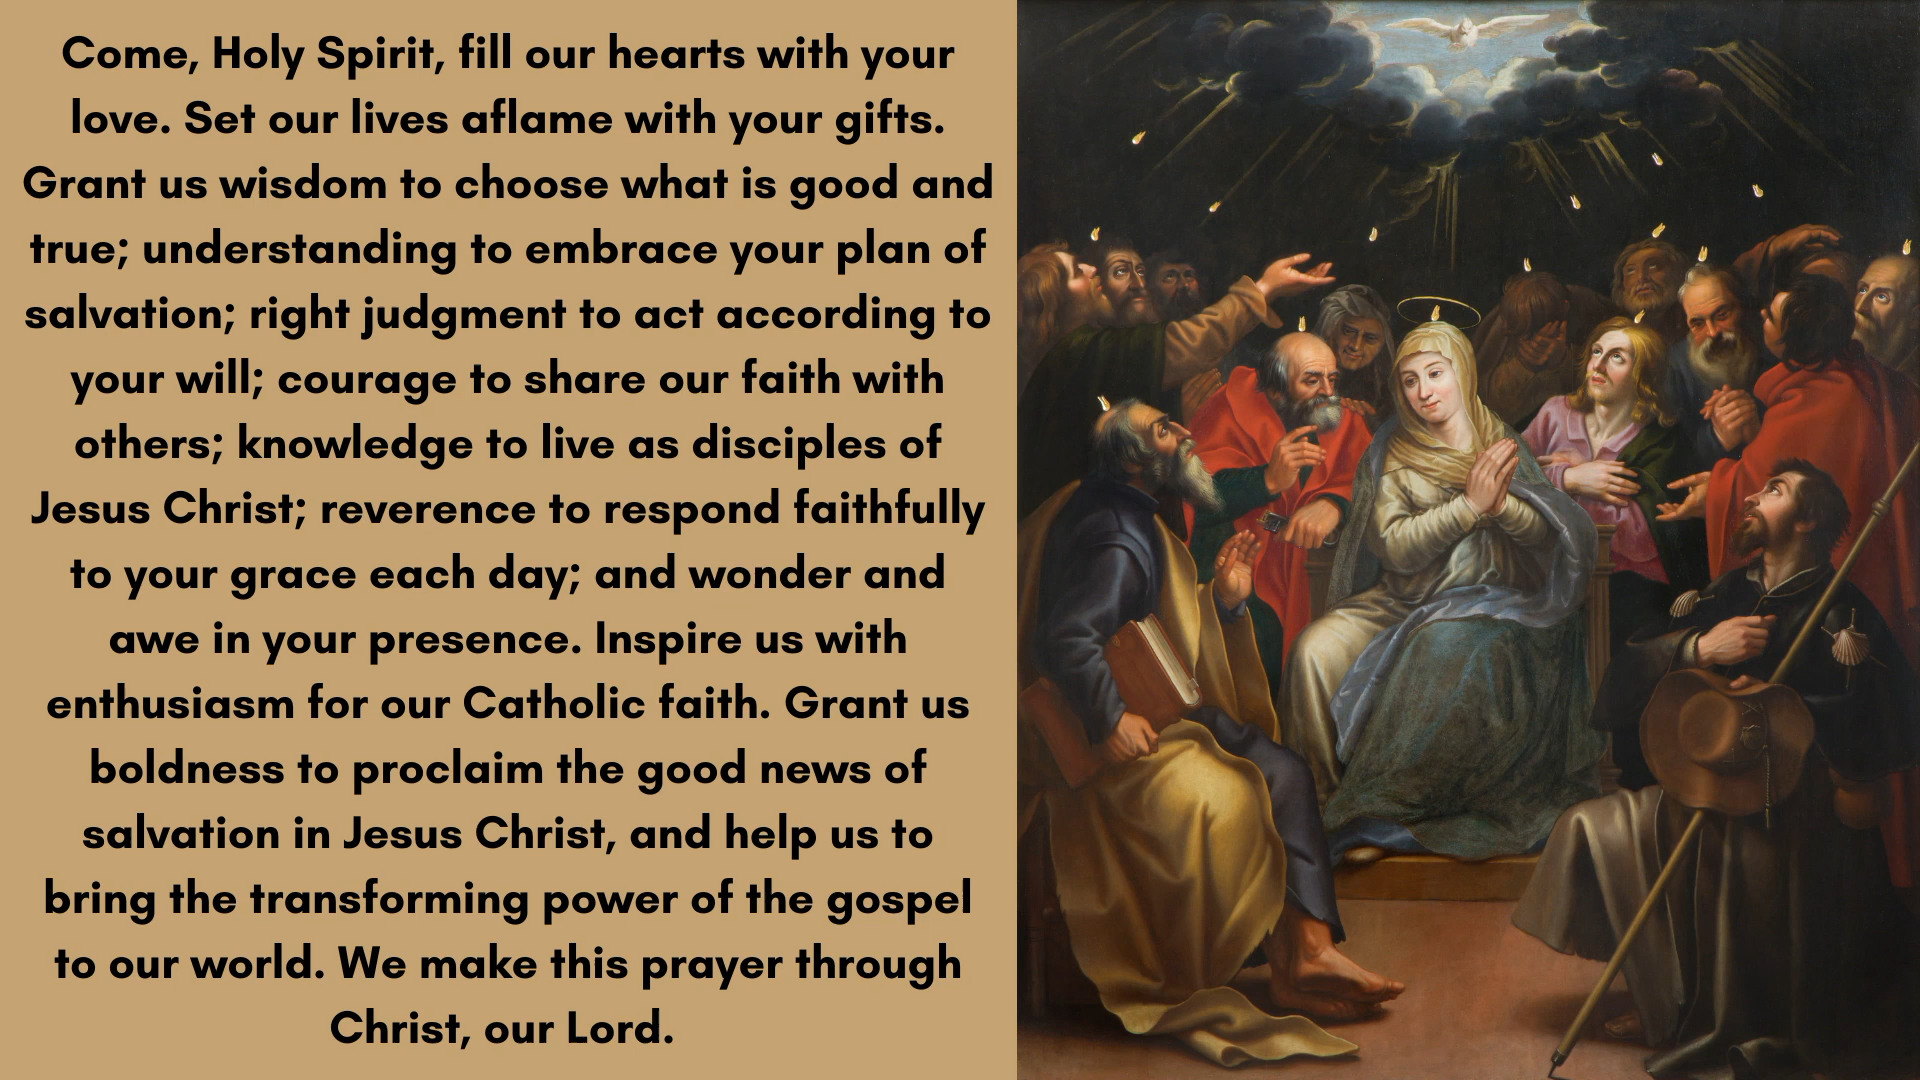 Come, Holy Spirit, fill our hearts with your
love. Set our lives aflame with your gifts.
Grant us wisdom to choose what is good and
true; understanding to embrace your plan of
salvation; right judgment to act according to
your will; courage to share our faith with
others; knowledge to live as disciples of
Jesus Christ; reverence to respond faithfully
to your grace each day; and wonder and
awe in your presence. Inspire us with
enthusiasm for our Catholic faith. Grant us
boldness to proclaim the good news of
salvation in Jesus Christ, and help us to
bring the transforming power of the gospel
to our world. We make this prayer through
Christ, our Lord.